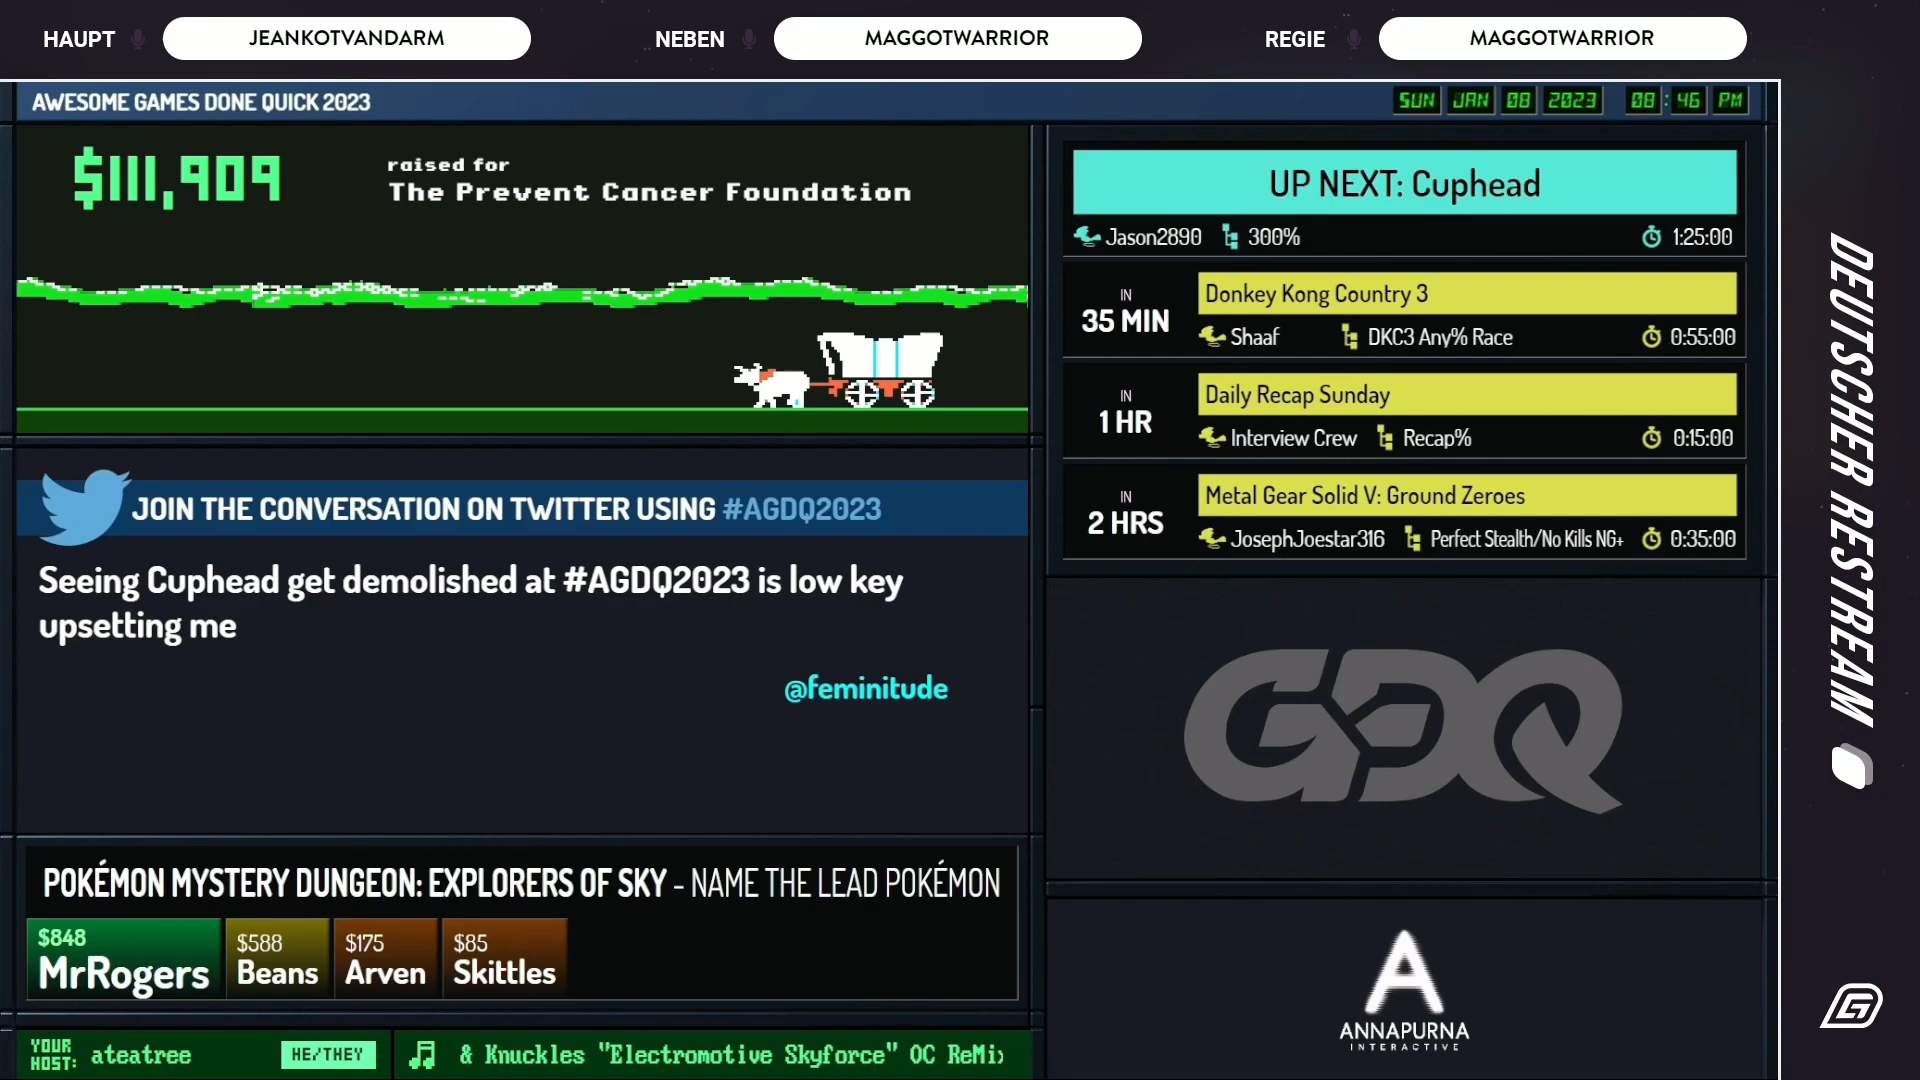 HAUPT JEANKOTVANDARM NEBEN MAGGOTWARRIOR REGIE MAGGOTWARRIOR
AWESOME GAMES DONE QUICK 2023
SUN JAN 08 2023 08:46 PM
$111,909
raised for
The Prevent Cancer Foundation
JOIN THE CONVERSATION ON TWITTER USING #AGDQ2023
Seeing Cuphead get demolished at #AGDQ2023 is low key
upsetting me
@feminitude
POKÉMON MYSTERY DUNGEON: EXPLORERS OF SKY - NAME THE LEAD POKÉMON
$848 $588 $175 $85
MrRogers Beans Arven Skittles
YOUR
HOST: ateatree HE/THEY
& Knuckles "Electromotive Skyforce" OC ReMix
UP NEXT: Cuphead
Jason2890 300% 1:25:00
IN
35 MIN
Donkey Kong Country 3
Shaaf DKC3 Any% Race 0:55:00
IN
1 HR
Daily Recap Sunday
Interview Crew Recap% 0:15:00
IN
2 HRS
Metal Gear Solid V: Ground Zeroes
JosephJoestar316 Perfect Stealth/No Kills NG+ 0:35:00
GDQ
A
ANNAPURNA
INTERACTIVE
DEUTSCHER RESTREAM
G